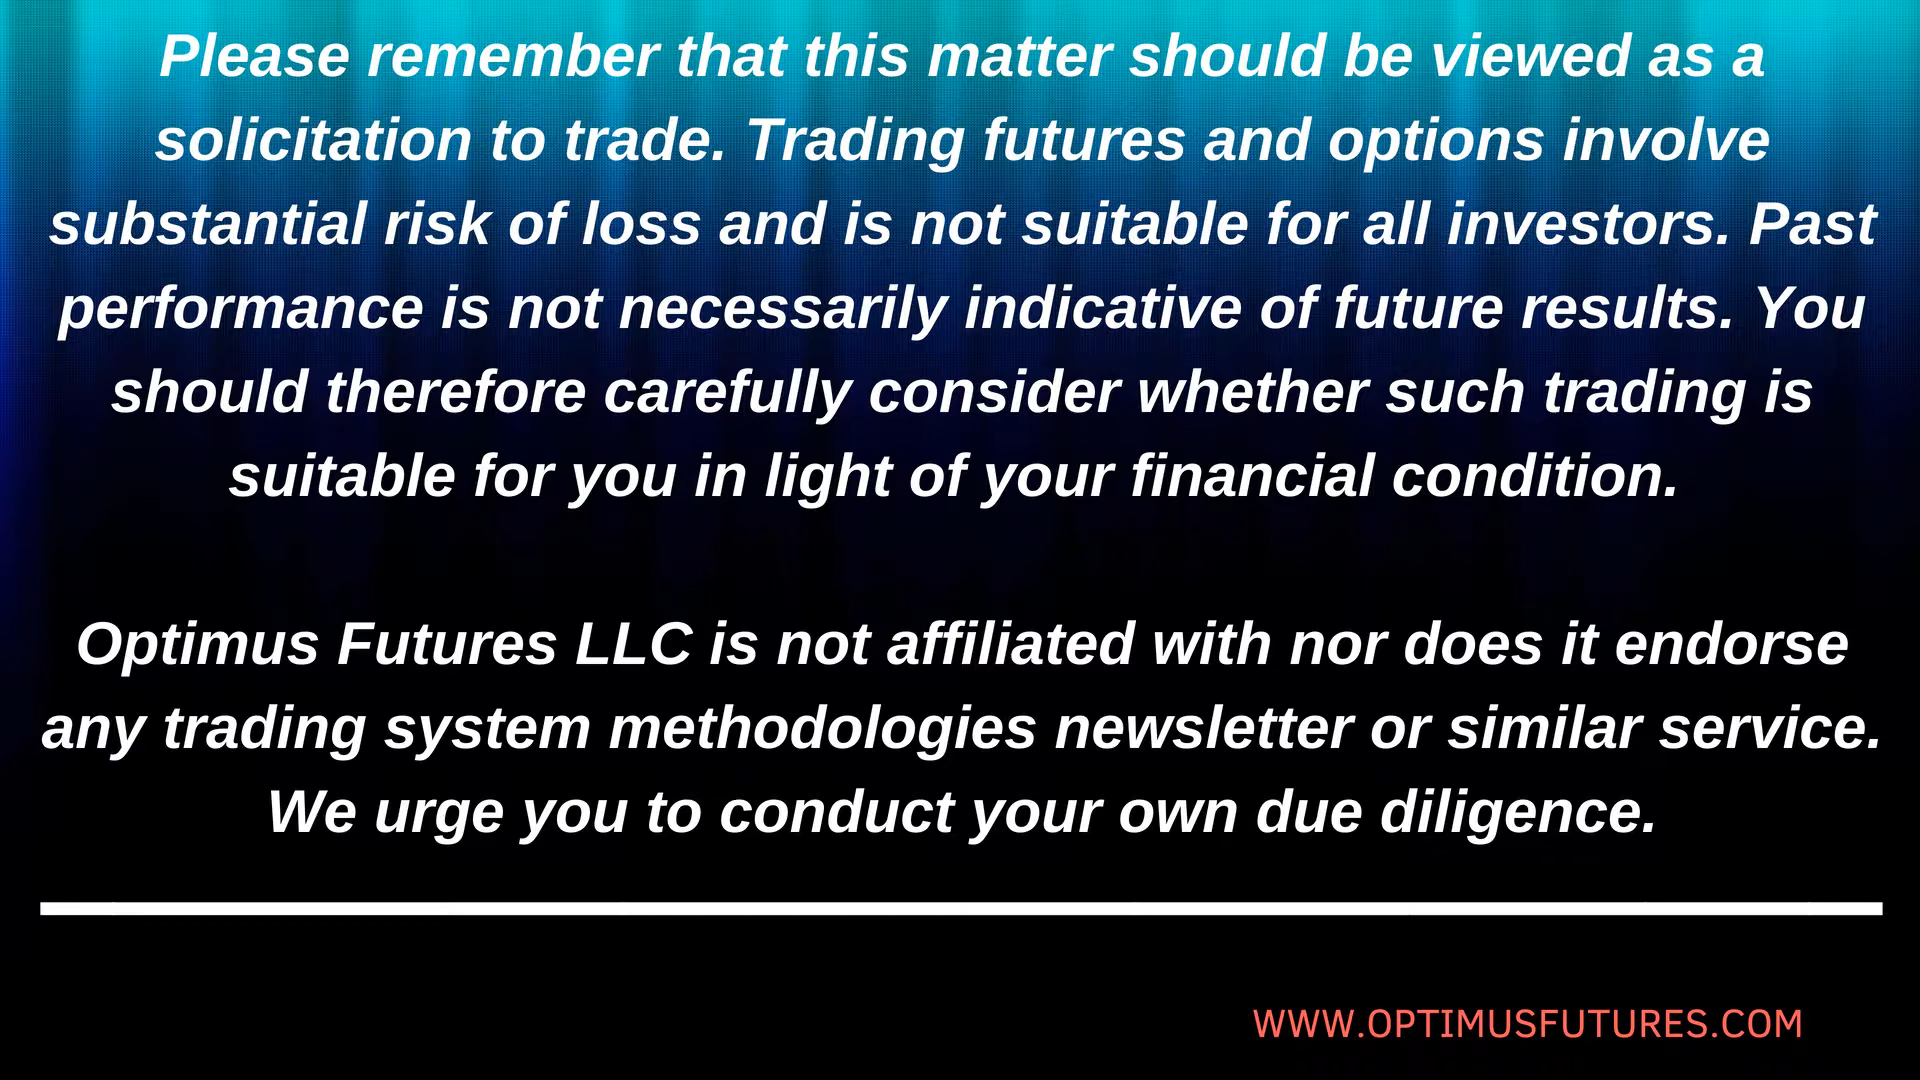 Please remember that this matter should be viewed as a
solicitation to trade. Trading futures and options involve
substantial risk of loss and is not suitable for all investors. Past
performance is not necessarily indicative of future results. You
should therefore carefully consider whether such trading is
suitable for you in light of your financial condition.
Optimus Futures LLC is not affiliated with nor does it endorse
any trading system methodologies newsletter or similar service.
We urge you to conduct your own due diligence.
WWW.OPTIMUSFUTURES.COM